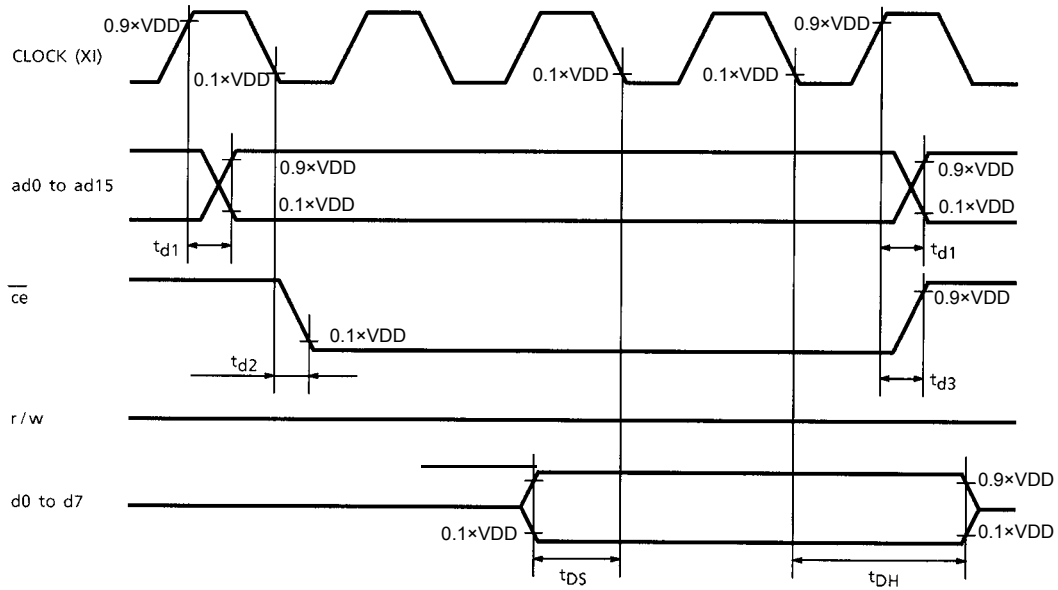 0.9×VDD
0.9×VDD
CLOCK (XI)
0.1×VDD
0.1×VDD
0.1×VDD
0.9×VDD
0.9×VDD
ad0 to ad15
0.1×VDD
0.1×VDD
td1
td1
ce
0.9×VDD
0.1×VDD
td2
td3
r/w
0.9×VDD
d0 to d7
0.1×VDD
0.1×VDD
tDS
tDH